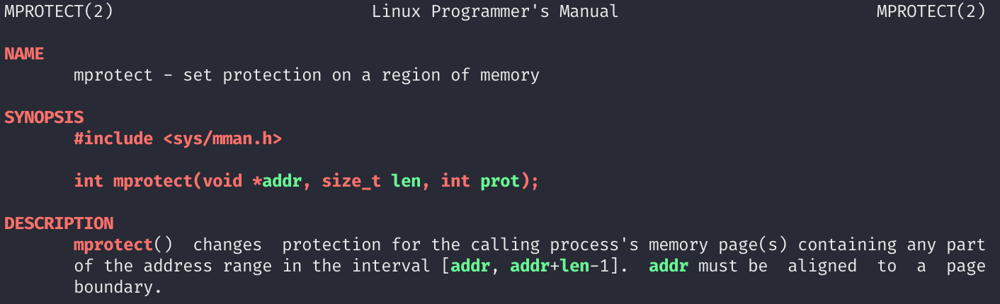 MPROTECT(2) Linux Programmer's Manual MPROTECT(2)
NAME
mprotect - set protection on a region of memory
SYNOPSIS
#include <sys/mman.h>
int mprotect(void *addr, size_t len, int prot);
DESCRIPTION
mprotect() changes protection for the calling process's memory page(s) containing any part
of the address range in the interval [addr, addr+len-1]. addr must be aligned to a page
boundary.